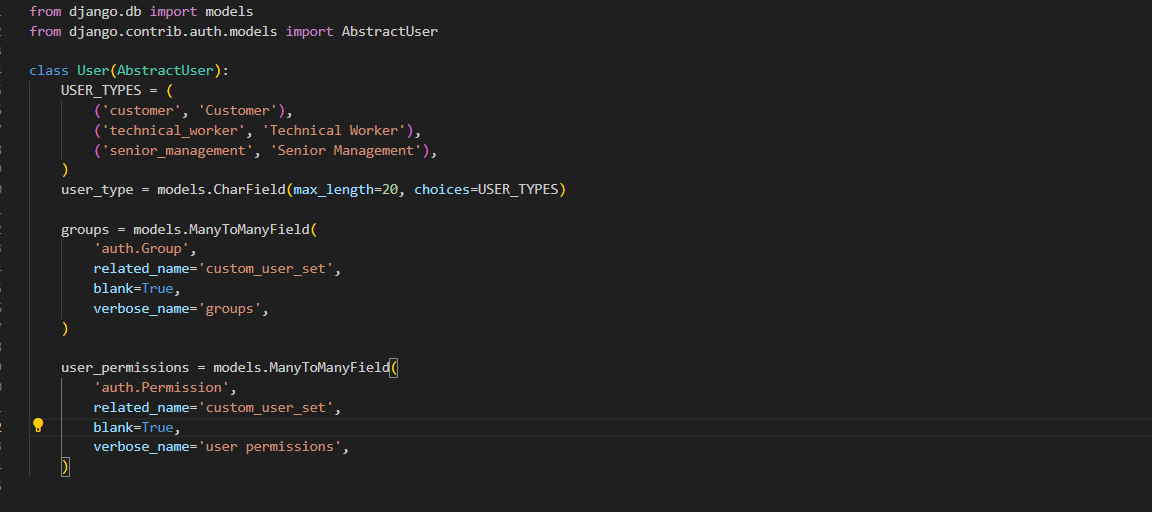 from django.db import models
from django.contrib.auth.models import AbstractUser
class User(AbstractUser):
USER_TYPES = (
('customer', 'Customer'),
('technical_worker', 'Technical Worker'),
('senior_management', 'Senior Management'),
)
user_type = models.CharField(max_length=20, choices=USER_TYPES)
groups = models.ManyToManyField(
'auth.Group',
related_name='custom_user_set',
blank=True,
verbose_name='groups',
)
user_permissions = models.ManyToManyField(
'auth.Permission',
related_name='custom_user_set',
blank=True,
verbose_name='user permissions',
)